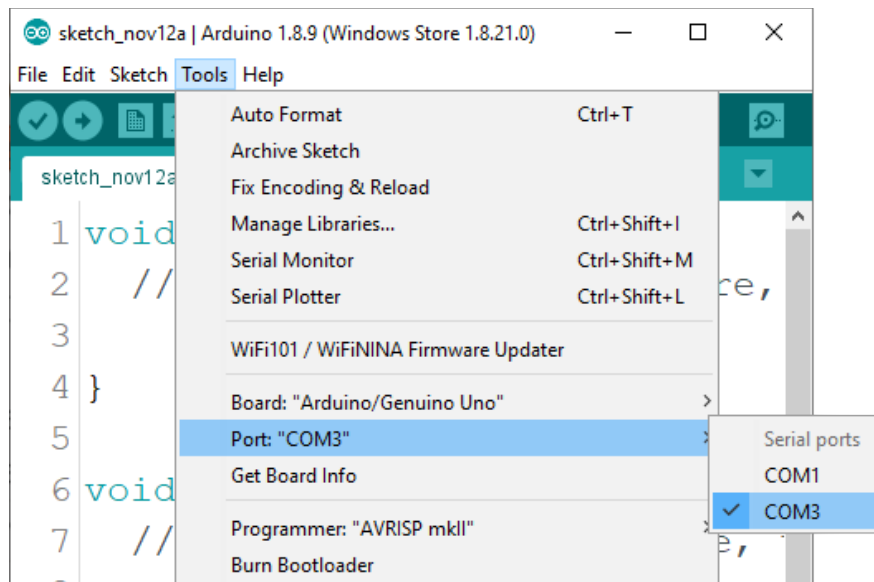 sketch_nov12a | Arduino 1.8.9 (Windows Store 1.8.21.0)
File Edit Sketch Tools Help
Auto Format Ctrl+T
Archive Sketch
sketch_nov12a
Fix Encoding & Reload
1 void
Manage Libraries... Ctrl+Shift+I
Serial Monitor Ctrl+Shift+M
2 // re,
Serial Plotter Ctrl+Shift+L
3
WiFi101 / WiFiNINA Firmware Updater
4 }
Board: "Arduino/Genuino Uno"
5
Port: "COM3"
Serial ports
Get Board Info
COM1
6 void
COM3
7 // e,
Programmer: "AVRISP mkII"
Burn Bootloader